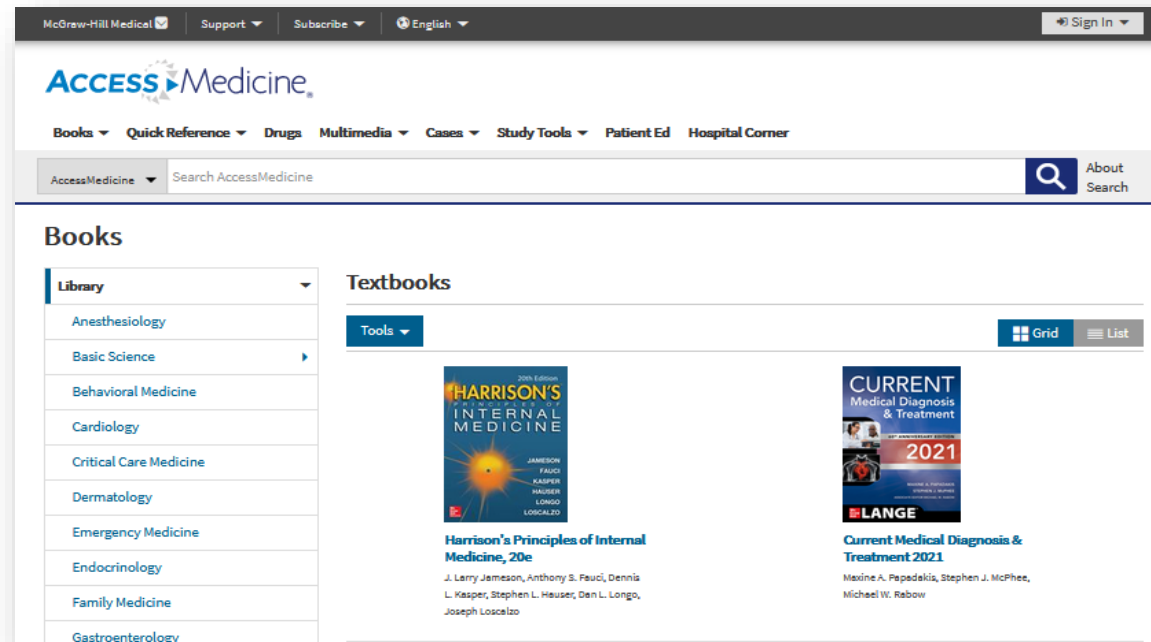 McGraw-Hill Medical Support Subscribe English Sign In
ACCESS Medicine®
Books Quick Reference Drugs Multimedia Cases Study Tools Patient Ed Hospital Corner
AccessMedicine Search AccessMedicine
About
Search
Books
Library
Anesthesiology
Basic Science
Behavioral Medicine
Cardiology
Critical Care Medicine
Dermatology
Emergency Medicine
Endocrinology
Family Medicine
Gastroenterology
Textbooks
Tools Grid List
20th Edition
HARRISON'S
PRINCIPLES OF
INTERNAL
MEDICINE
JAMESON
FAUCI
KASPER
HAUSER
LONGO
LOSCALZO
Harrison's Principles of Internal
Medicine, 20e
J. Larry Jameson, Anthony S. Fauci, Dennis
L. Kasper, Stephen L. Hauser, Dan L. Longo,
Joseph Loscalzo
CURRENT
Medical Diagnosis
& Treatment
2021
MAXINE A. PAPADAKIS
STEPHEN J. MCPHEE
LANGE
Current Medical Diagnosis &
Treatment 2021
Maxine A. Papadakis, Stephen J. McPhee,
Michael W. Rabow